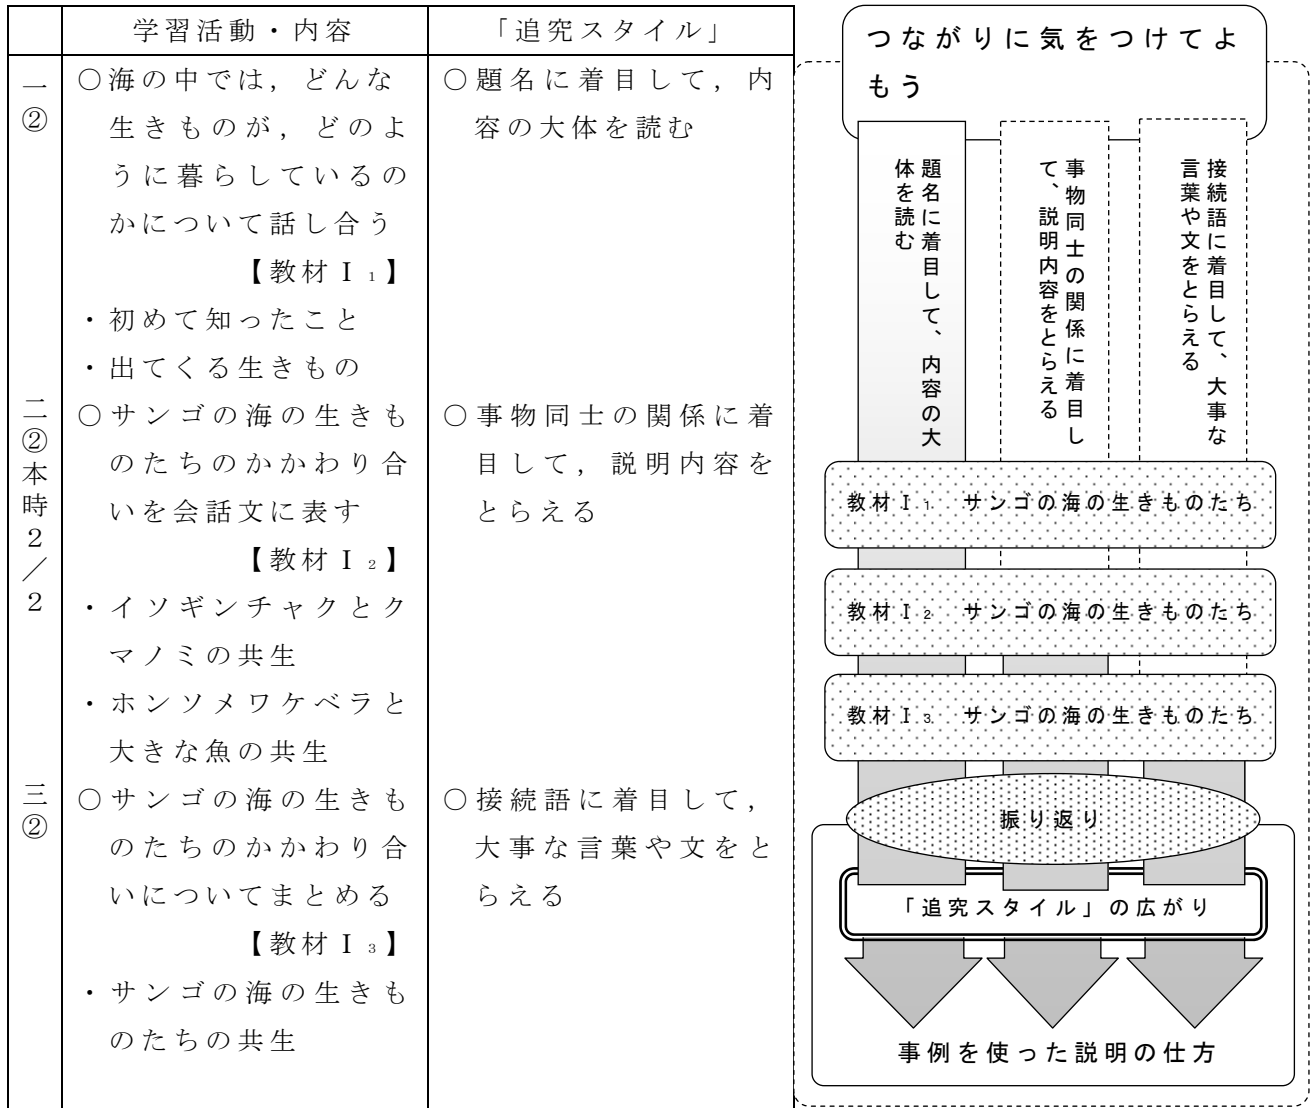 学習活動・内容
「追究スタイル」
一②
〇海の中では，どんな
生きものが，どのよ
うに暮らしているの
かについて話し合う
【教材Ⅰ₁】
・初めて知ったこと
・出てくる生きもの
〇題名に着目して，内
容の大体を読む
二②本時2／2
〇サンゴの海の生きも
のたちのかかわり合
いを会話文に表す
【教材Ⅰ₂】
・イソギンチャクとク
マノミの共生
・ホンソメワケベラと
大きな魚の共生
〇事物同士の関係に着
目して，説明内容を
とらえる
三②
〇サンゴの海の生きも
のたちのかかわり合
いについてまとめる
【教材Ⅰ₃】
・サンゴの海の生きも
のたちの共生
〇接続語に着目して，
大事な言葉や文をと
らえる
つながりに気をつけてよ
もう
題名に着目して、内容の大
体を読む
事物同士の関係に着目し
て、説明内容をとらえる
接続語に着目して、大事な
言葉や文をとらえる
教材Ⅰ₁ サンゴの海の生きものたち
教材Ⅰ₂ サンゴの海の生きものたち
教材Ⅰ₃ サンゴの海の生きものたち
振り返り
「追究スタイル」の広がり
事例を使った説明の仕方